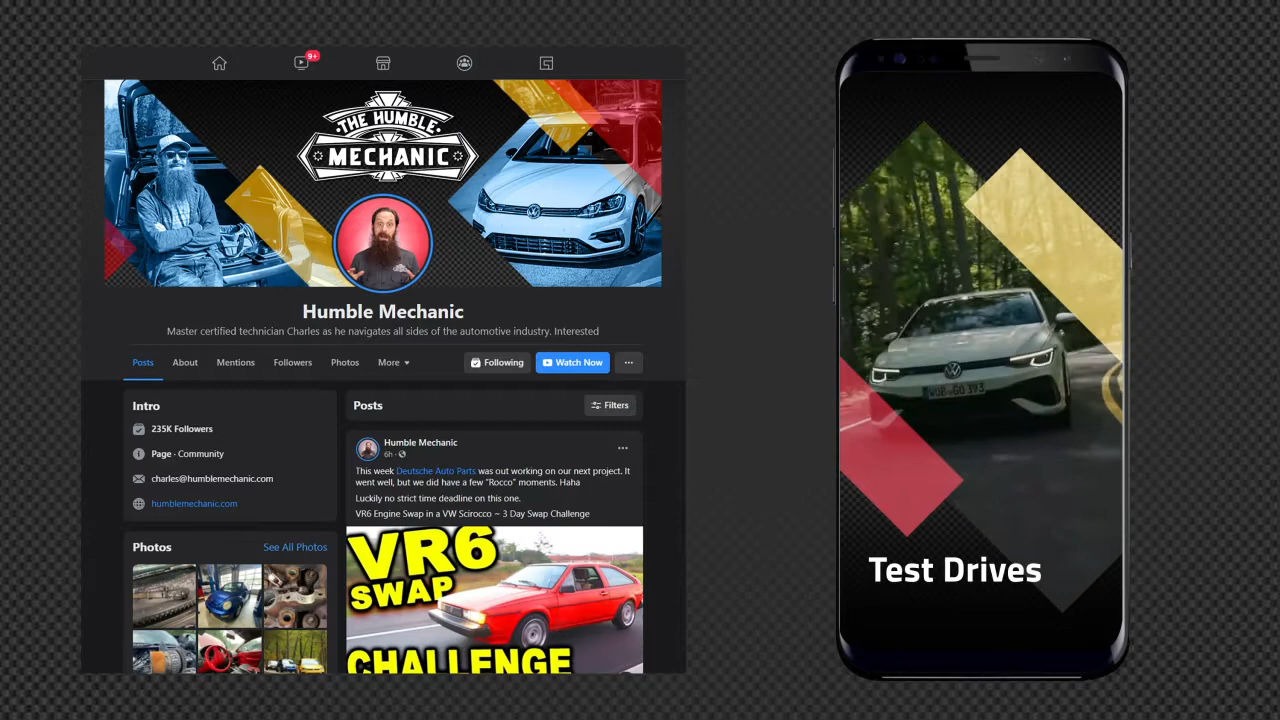 9+
THE HUMBLE
MECHANIC
Humble Mechanic
Master certified technician Charles as he navigates all sides of the automotive industry. Interested
Posts
About
Mentions
Followers
Photos
More
Following
Watch Now
Intro
235K Followers
Page · Community
charles@humblemechanic.com
humblemechanic.com
Photos
See All Photos
Posts
Filters
Humble Mechanic
6h ·
This week Deutsche Auto Parts was out working on our next project. It
went well, but we did have a few "Rocco" moments. Haha
Luckily no strict time deadline on this one.
VR6 Engine Swap in a VW Scirocco ~ 3 Day Swap Challenge
VR6
SWAP
CHALLENGE
WOB GO 393
Test Drives